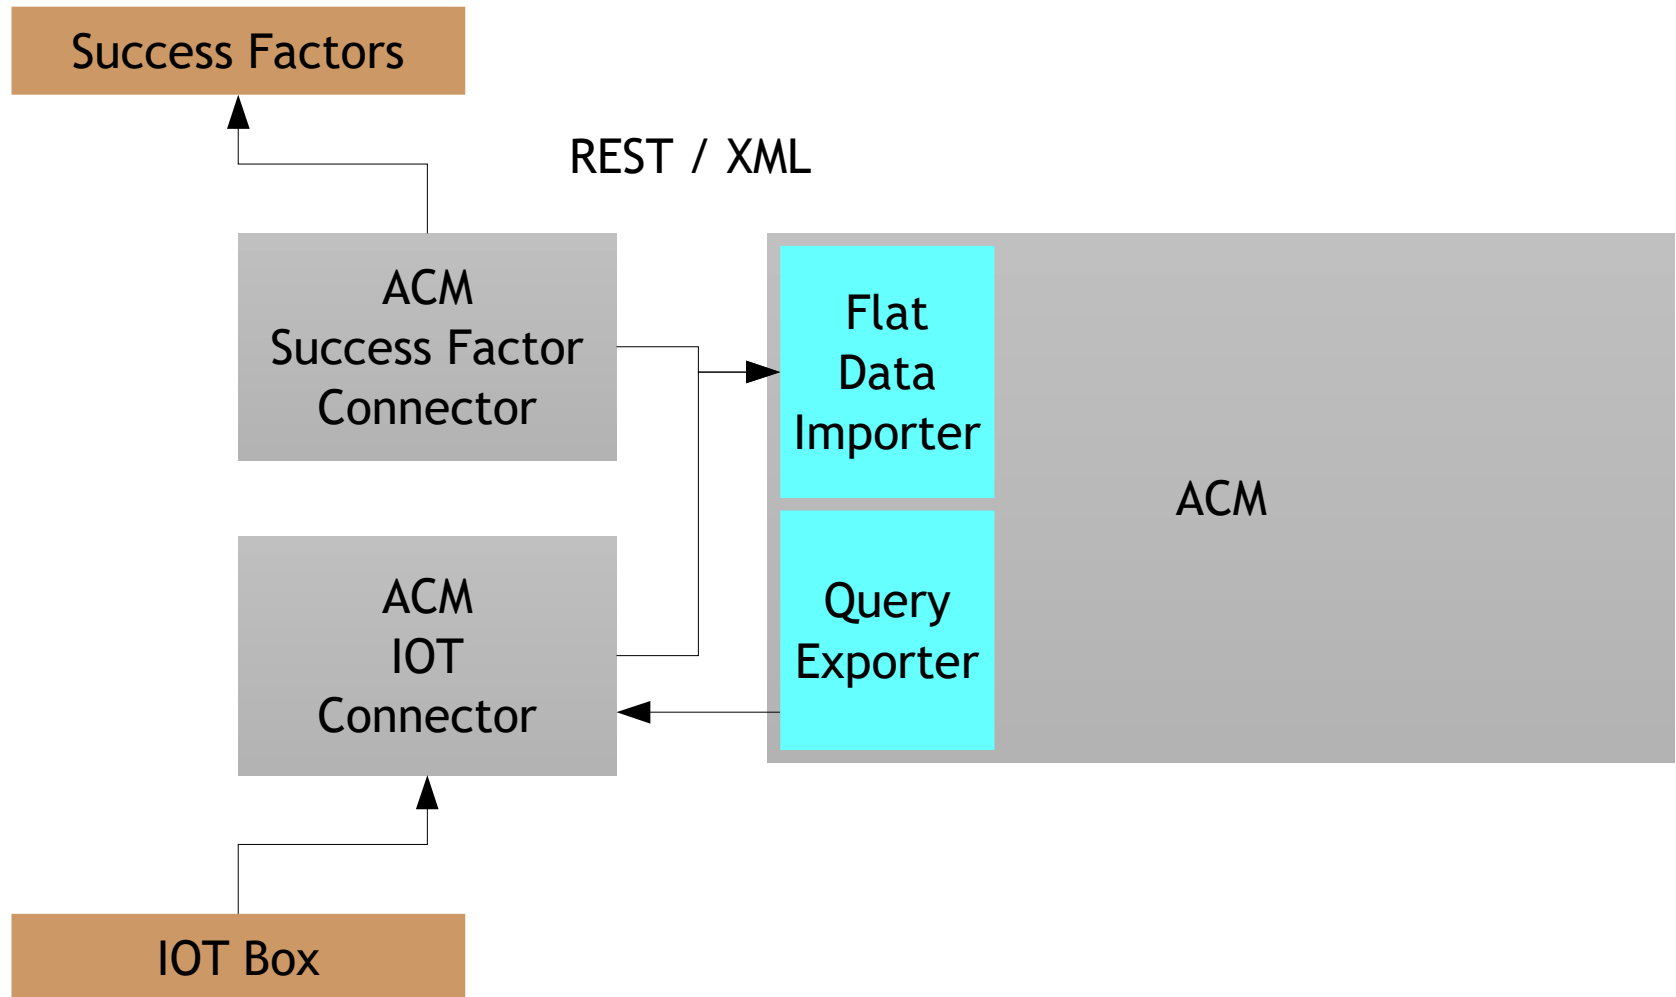 Success Factors
REST / XML
ACM
Success Factor
Connector
Flat
Data
Importer
ACM
ACM
IOT
Connector
Query
Exporter
IOT Box